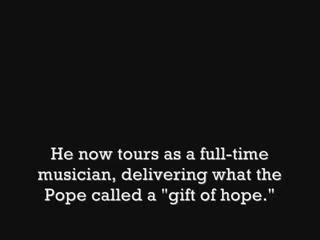 He now tours as a full-time
musician, delivering what the
Pope called a "gift of hope."